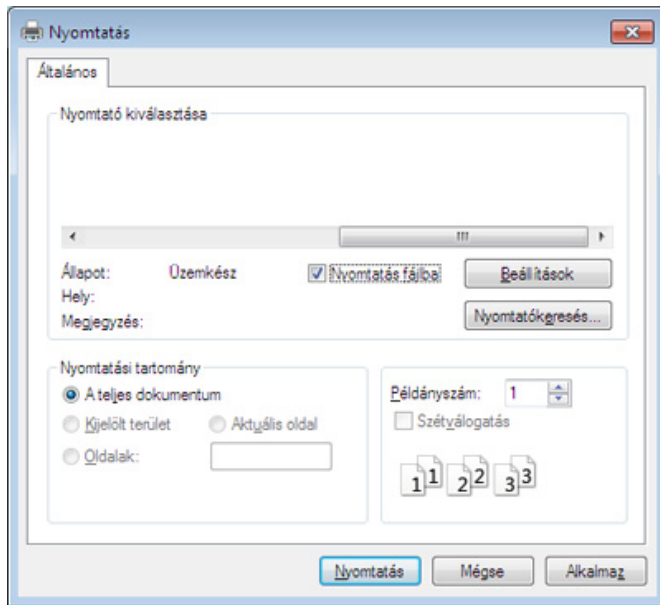 Nyomtatás
Általános
Nyomtató kiválasztása
Állapot: Üzemkész Nyomtatás fájlba Beállítások
Hely:
Megjegyzés: Nyomtatókeresés...
Nyomtatási tartomány
A teljes dokumentum
Kijelölt terület Aktuális oldal
Oldalak:
Példányszám: 1
Szétválogatás
1 1 2 2 3 3
Nyomtatás Mégse Alkalmaz